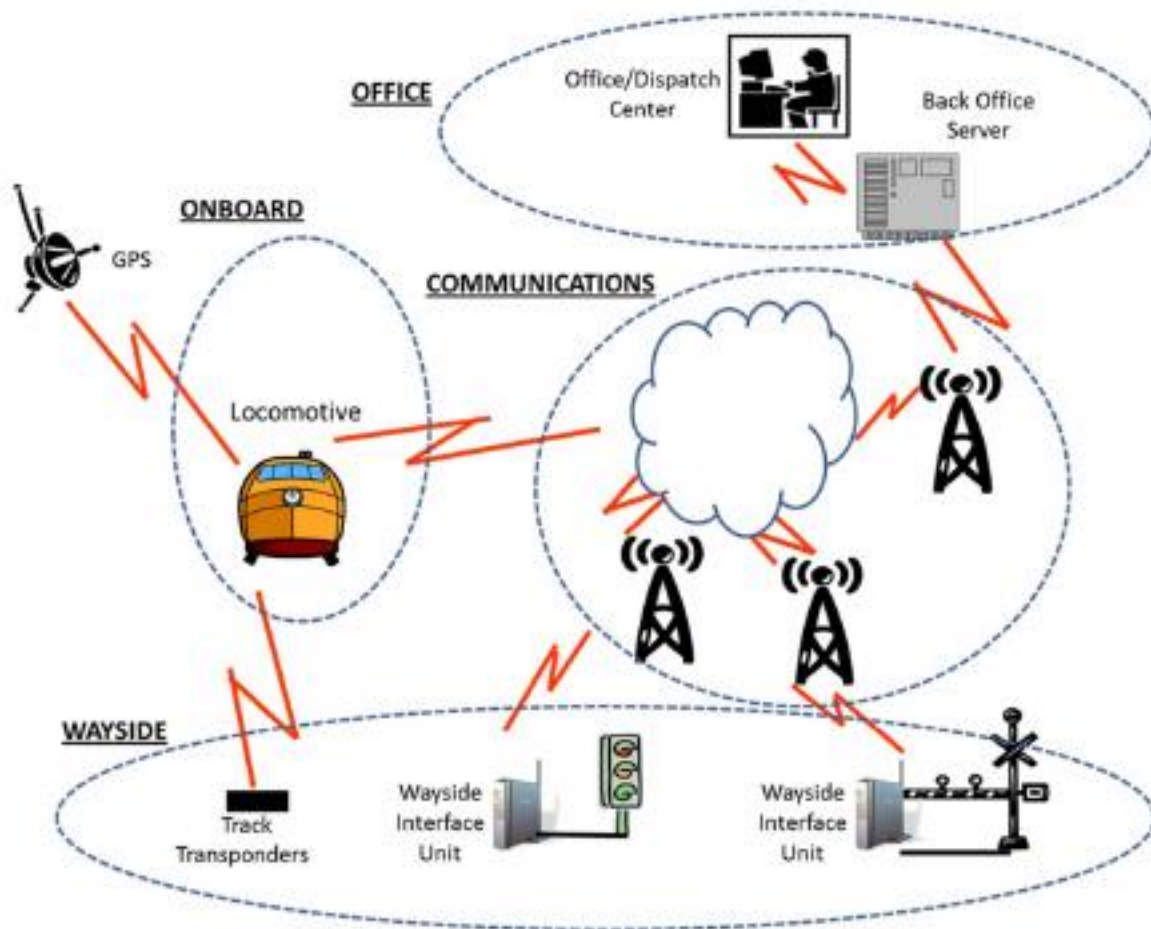 OFFICE
Office/Dispatch
Center
Back Office
Server
ONBOARD
GPS
COMMUNICATIONS
Locomotive
WAYSIDE
Track
Transponders
Wayside
Interface
Unit
Wayside
Interface
Unit